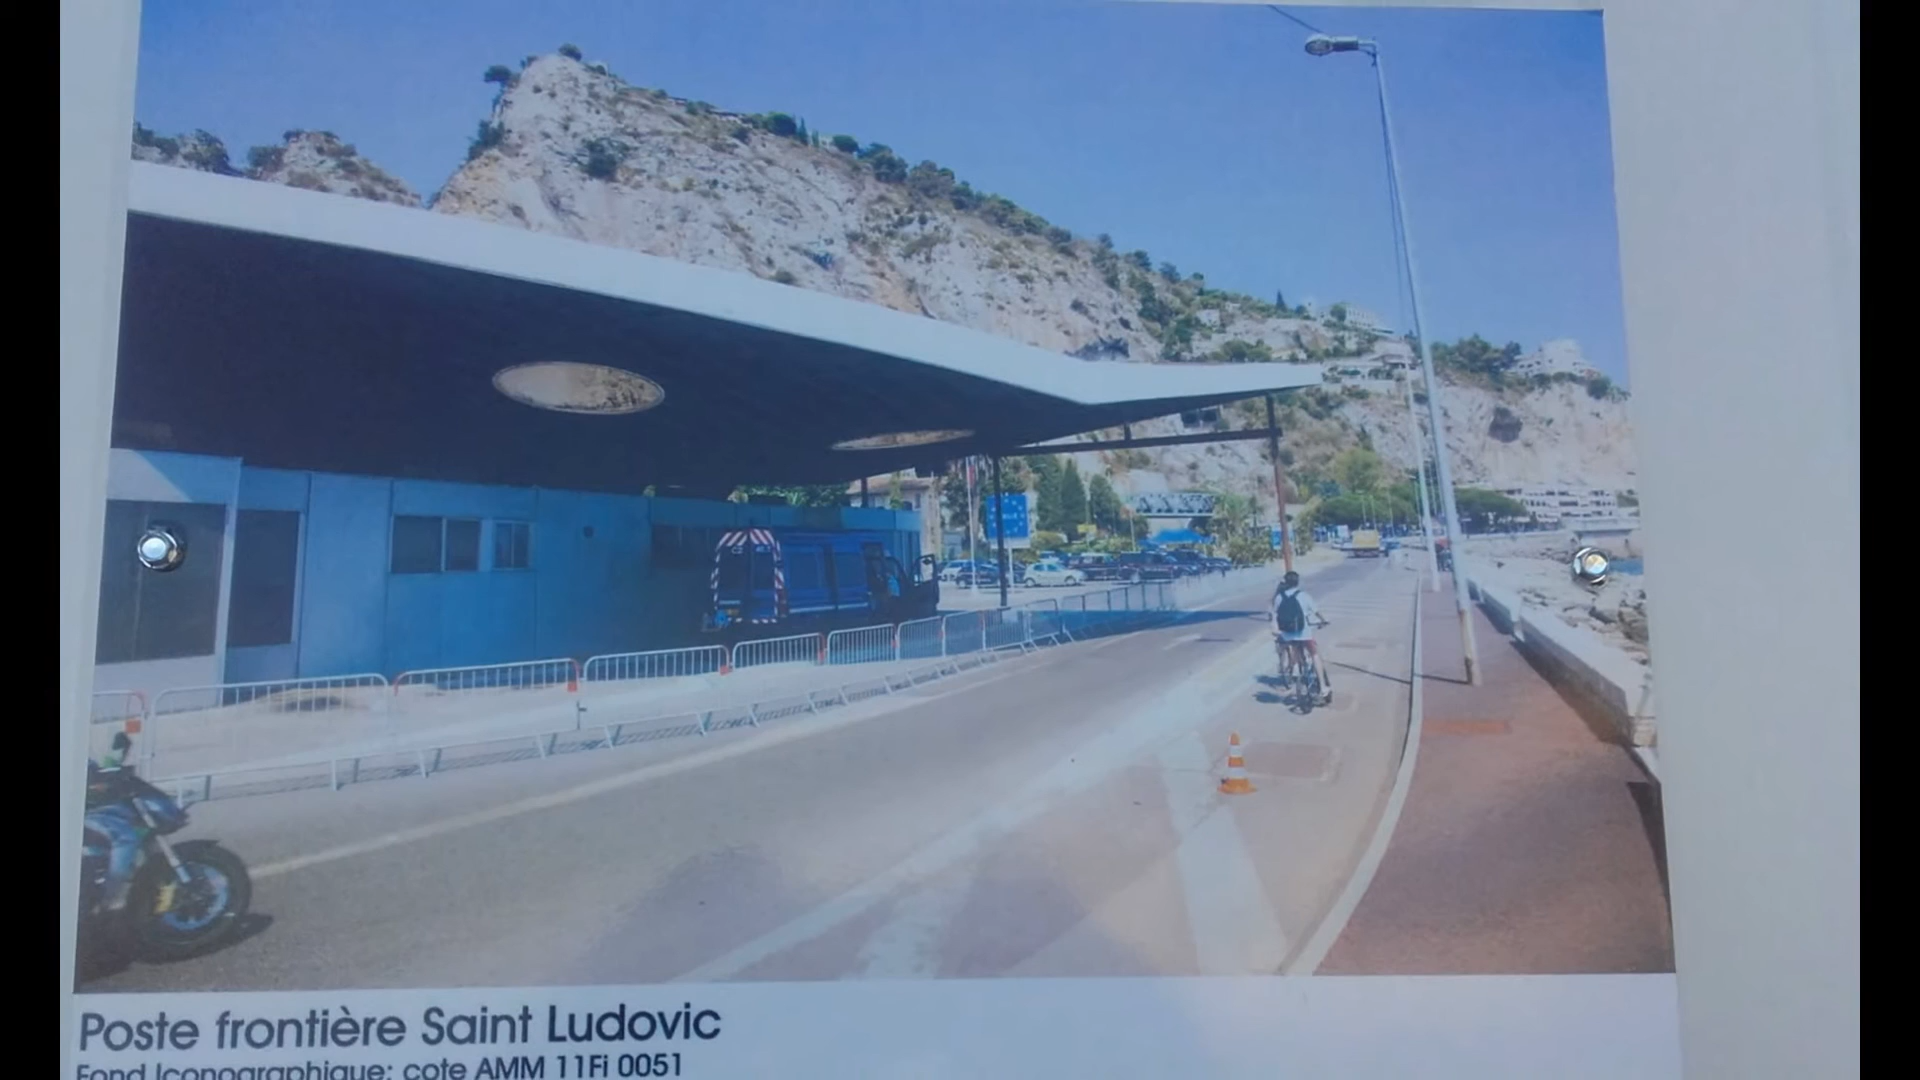 Poste frontière Saint Ludovic
Fond Iconographique: cote AMM 11Fi 0051